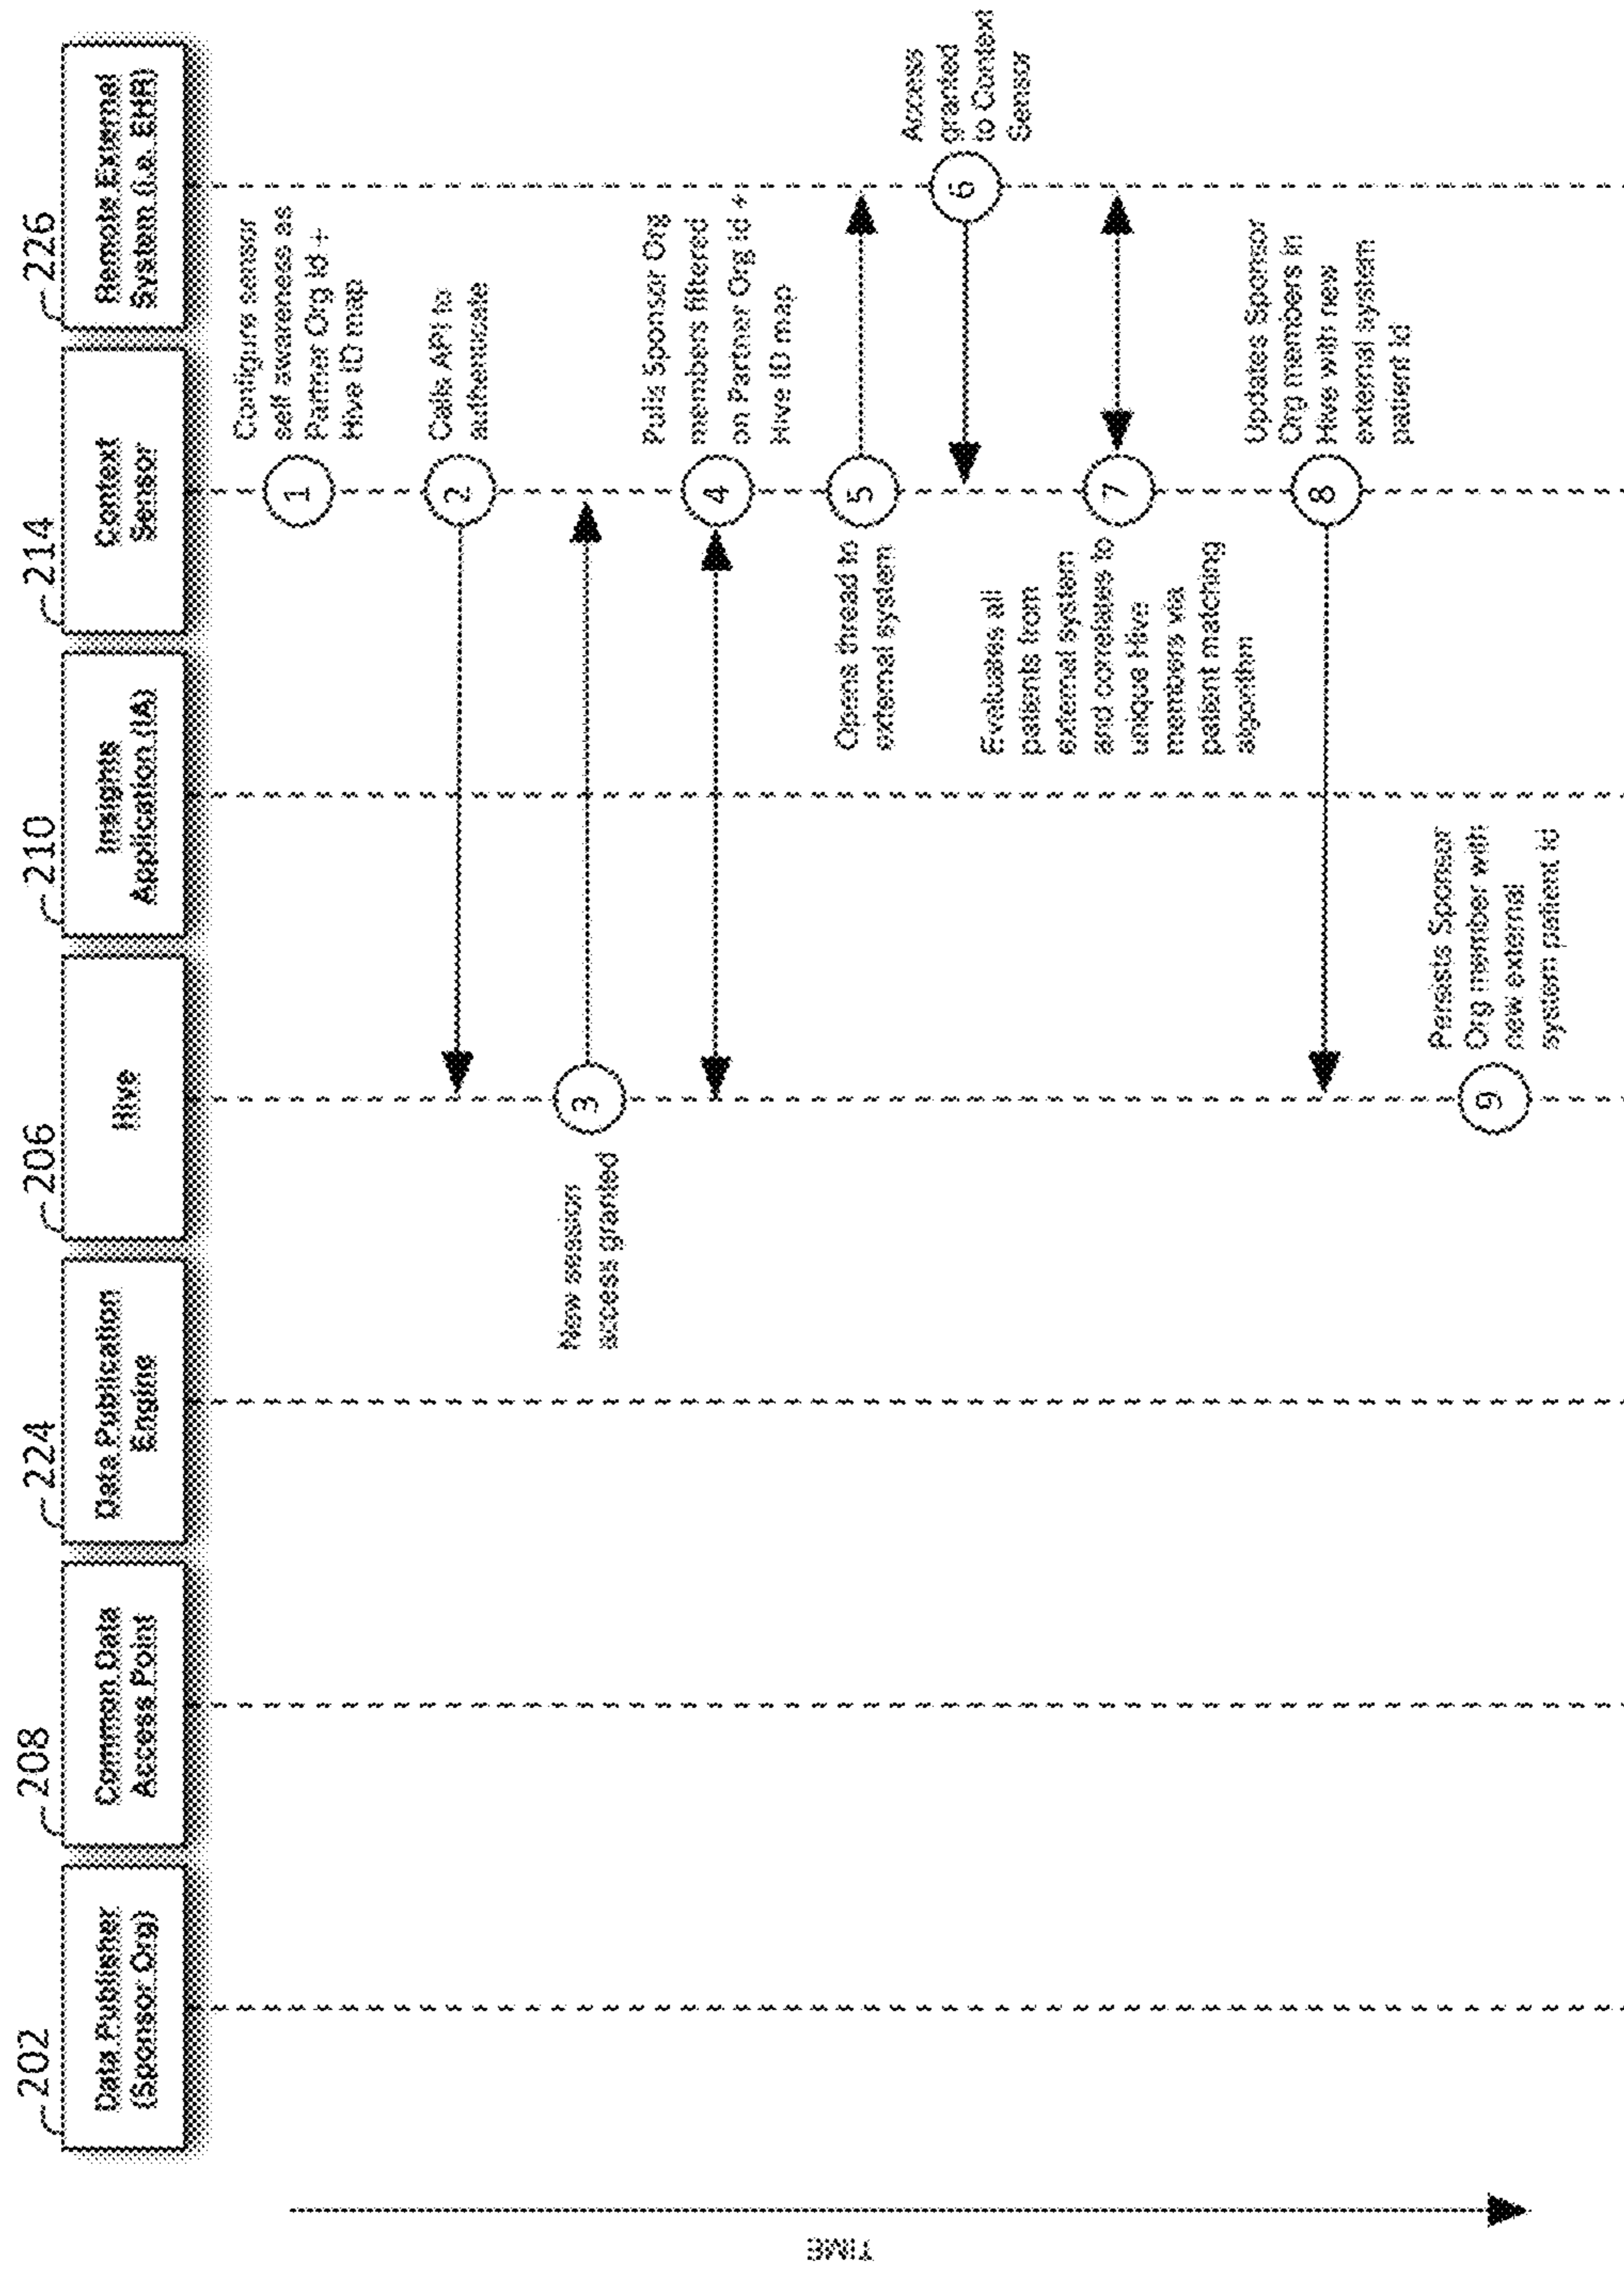 202
Data Publisher
(Sponsor Org)
208
Common Data
Access Point
224
Data Publication
Engine
206
Hive
210
Insights
Application (IA)
214
Context
Sensor
226
Remote External
System (i.e. EHR)
TIME
1
Configure sensor
self awareness as
Partner Org Id +
Hive ID map
2
Calls API to
authenticate
New session
access granted
3
4
Pulls Sponsor Org
members filtered
on Partner Org Id +
Hive ID map
Opens thread to
external system
5
6
Access
granted
to Context
Sensor
Evaluates all
patients from
external system
and correlates to
unique Hive
members via
patient matching
algorithm
7
8
Updates Sponsor
Org members in
Hive with new
external system
patient id
9
Persists Sponsor
Org member with
new external
system patient id